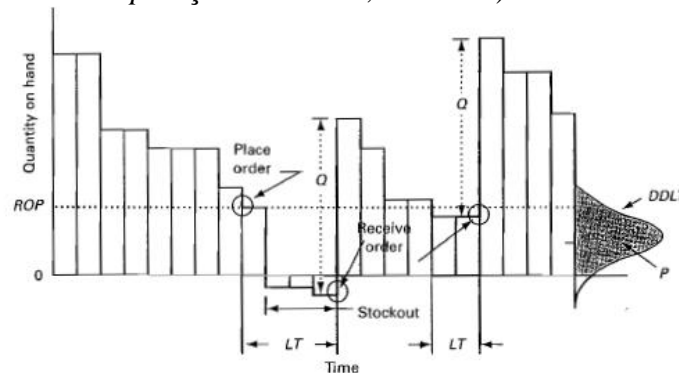 Quantity on hand
ROP
0
Place
order
Q
Stockout
LT
Time
Receive
order
Q
LT
DDLT
P